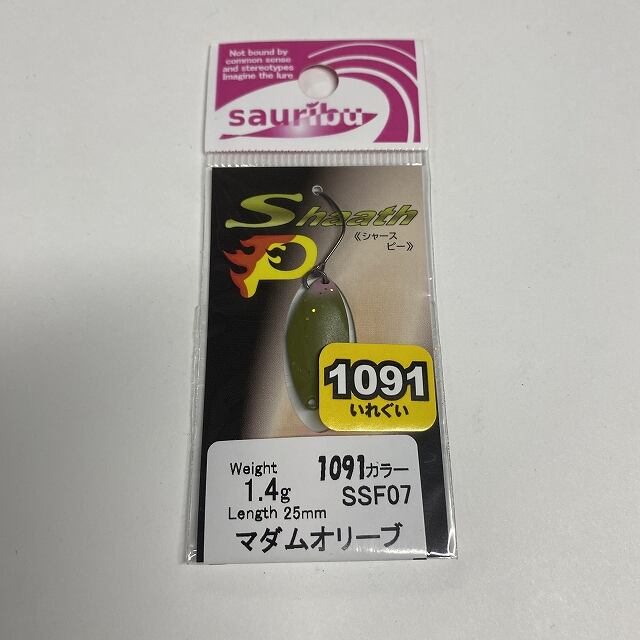 Not bound by
common sense
and stereotypes
Imagine the lure
sauribu
Shaath
《シャース
ピー》
P
1091
いれぐい
Weight 1091カラー
1.4g SSF07
Length 25mm
マダムオリーブ